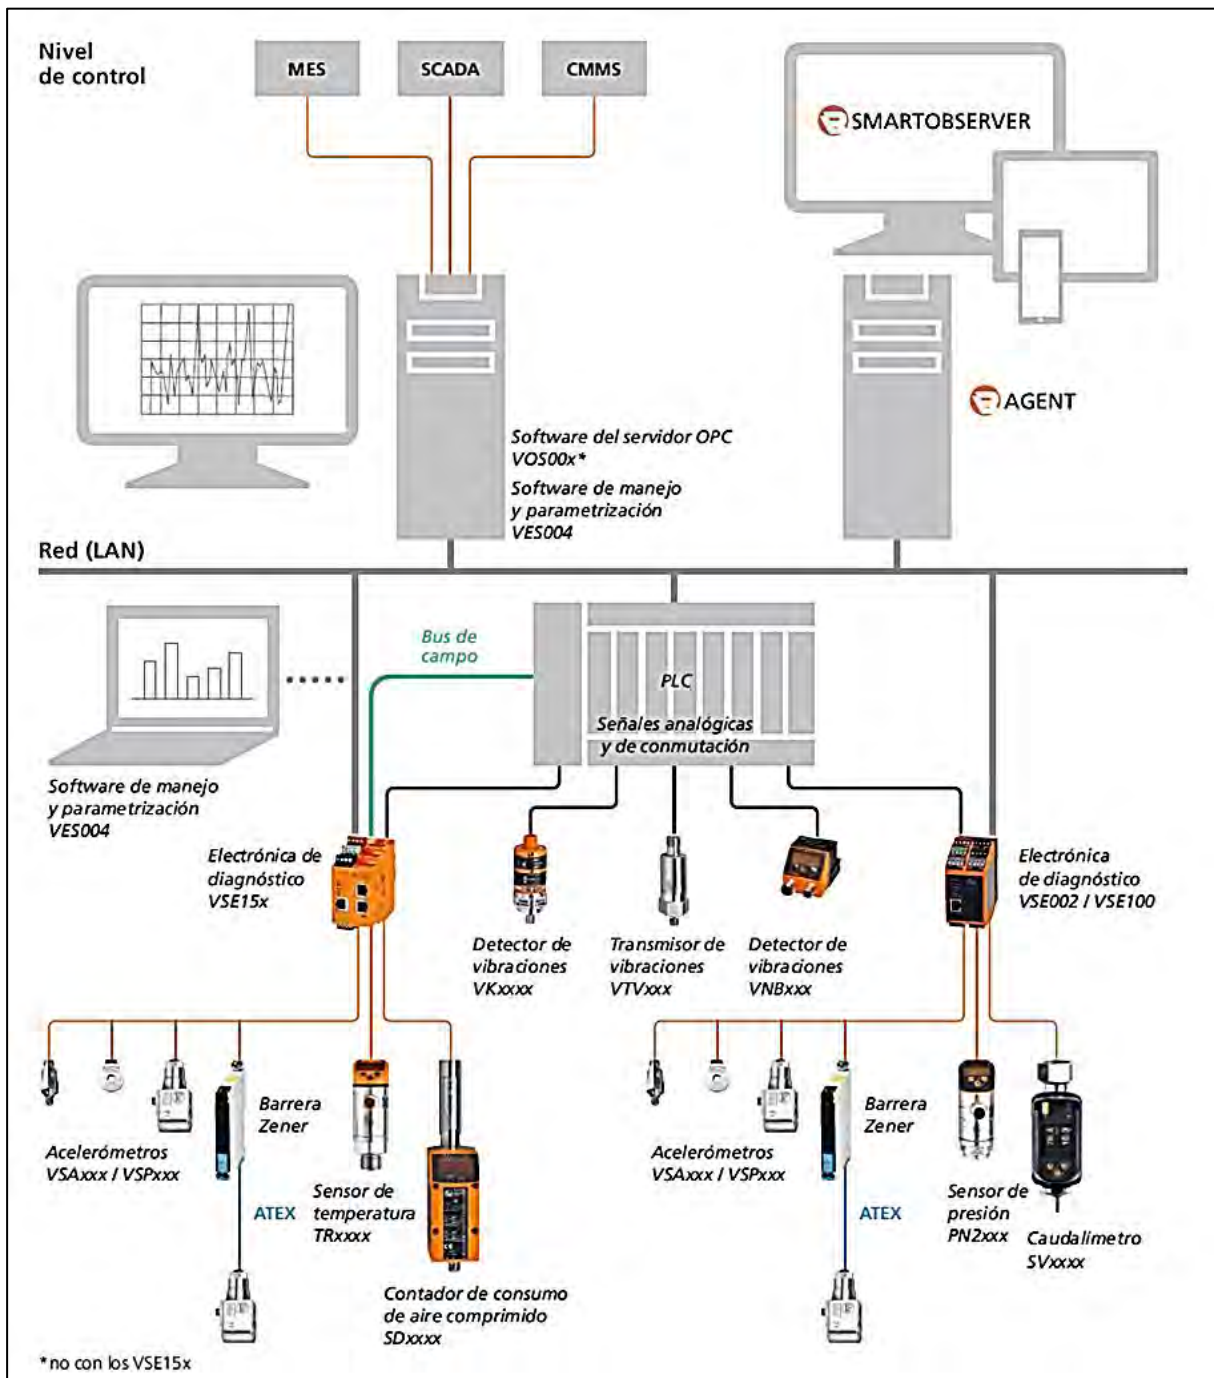 Nivel
de control
MES
SCADA
CMMS
SMARTOBSERVER
AGENT
Software del servidor OPC
VOS00x*
Software de manejo
y parametrización
VES004
Red (LAN)
Bus de
campo
PLC
Señales analógicas
y de conmutación
Software de manejo
y parametrización
VES004
Electrónica de
diagnóstico
VSE15x
Detector de
vibraciones
VKxxxx
Transmisor de
vibraciones
VTVxxx
Detector de
vibraciones
VNBxxx
Electrónica
de diagnóstico
VSE002 / VSE100
Acelerómetros
VSAxxx / VSPxxx
Barrera
Zener
ATEX
Sensor de
temperatura
TRxxxx
Contador de consumo
de aire comprimido
SDxxxx
Acelerómetros
VSAxxx / VSPxxx
Barrera
Zener
ATEX
Sensor de
presión
PN2xxx
Caudalímetro
SVxxxx
*no con los VSE15x